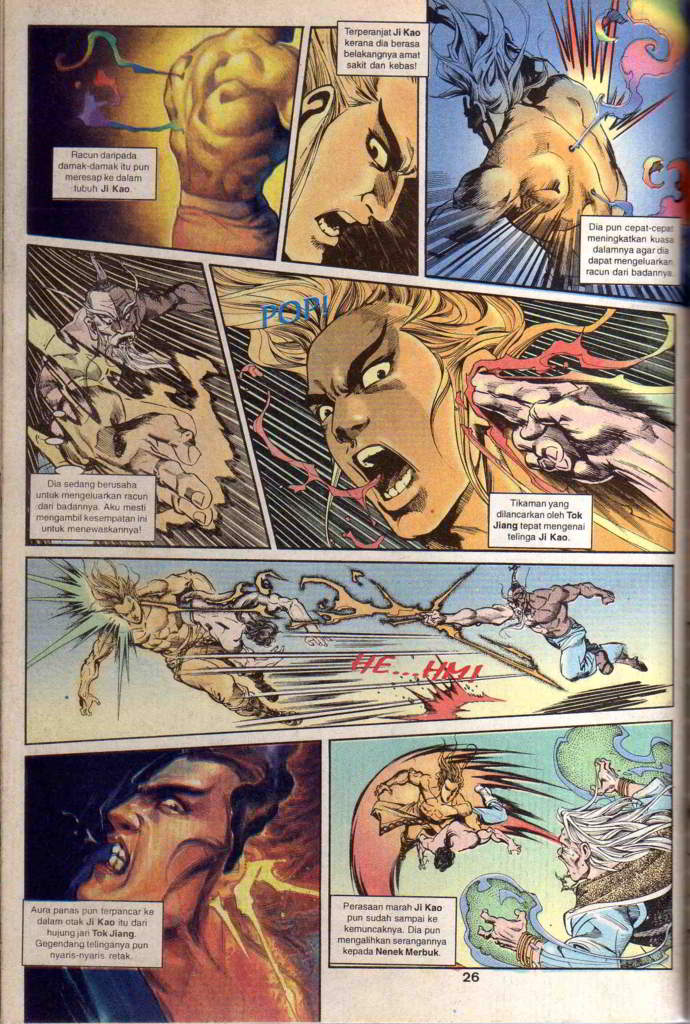 Racun daripada
damak-damak itu pun
meresap ke dalam
tubuh Ji Kao.
Terperanjat Ji Kao
kerana dia berasa
belakangnya amat
sakit dan kebas!
Dia pun cepat-cepat
meningkatkan kuasa
dalamnya agar dia
dapat mengeluarkan
racun dari badannya.
Dia sedang berusaha
untuk mengeluarkan racun
dari badannya. Aku mesti
mengambil kesempatan ini
untuk menewaskannya!
POP!
Tikaman yang
dilancarkan oleh Tok
Jiang tepat mengenai
telinga Ji Kao.
HE...HM!
Aura panas pun terpancar ke
dalam otak Ji Kao itu dari
hujung jari Tok Jiang.
Gegendang telinganya pun
nyaris-nyaris retak.
Perasaan marah Ji Kao
pun sudah sampai ke
kemuncaknya. Dia pun
mengalihkan serangannya
kepada Nenek Merbuk.
26